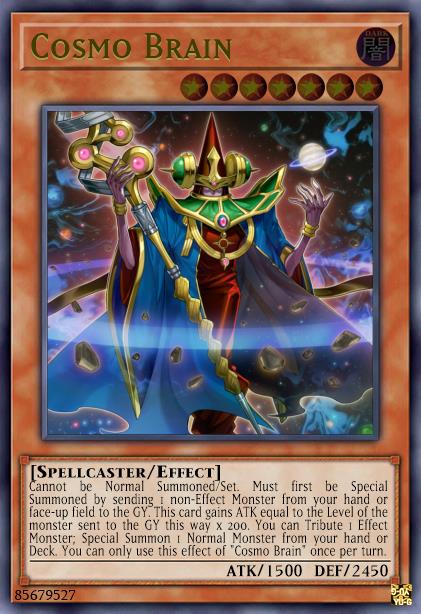 COSMO BRAIN
DARK
闇
[SPELLCASTER/EFFECT]
Cannot be Normal Summoned/Set. Must first be Special
Summoned by sending 1 non-Effect Monster from your hand or
face-up field to the GY. This card gains ATK equal to the Level of the
monster sent to the GY this way x 200. You can Tribute 1 Effect
Monster; Special Summon 1 Normal Monster from your hand or
Deck. You can only use this effect of "Cosmo Brain" once per turn.
ATK/1500 DEF/2450
85679527